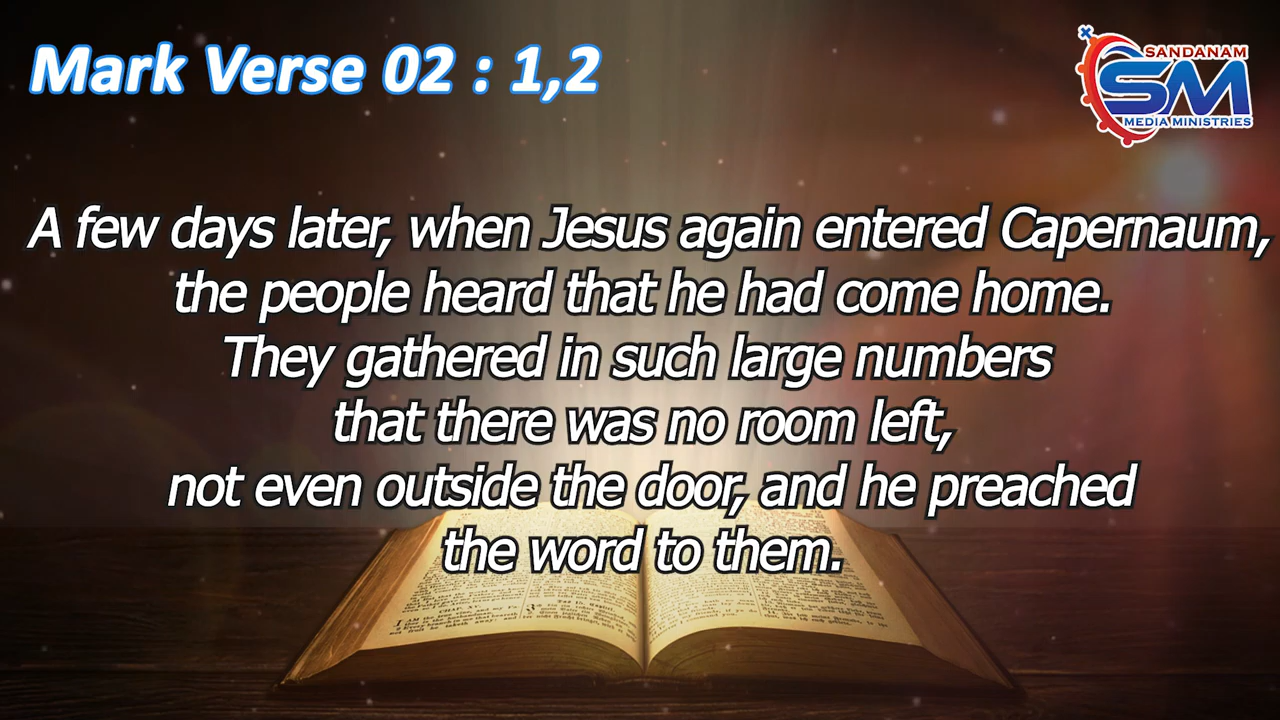 Mark Verse 02 : 1,2
SANDANAM
SM
MEDIA MINISTRIES
A few days later, when Jesus again entered Capernaum,
the people heard that he had come home.
They gathered in such large numbers
that there was no room left,
not even outside the door, and he preached
the word to them.